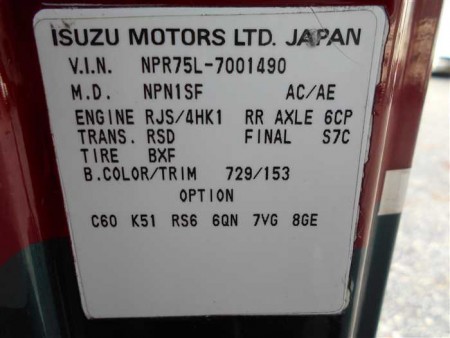 ISUZU MOTORS LTD. JAPAN
V.I.N. NPR75L-7001490
M.D. NPN1SF AC/AE
ENGINE RJS/4HK1 RR AXLE 6CP
TRANS. RSD FINAL S7C
TIRE BXF
B.COLOR/TRIM 729/153
OPTION
C60 K51 RS6 6QN 7VG 8GE